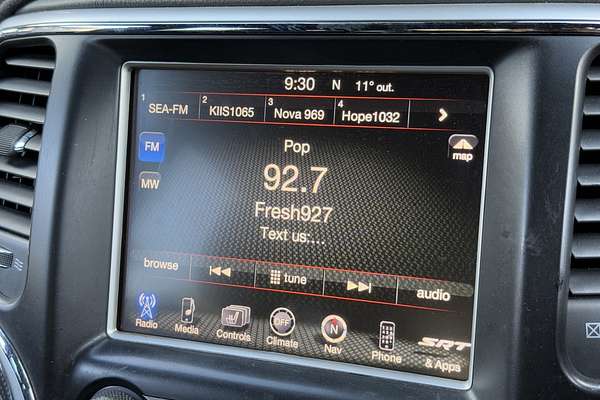 9:30 N 11° out.
1 SEA-FM 2 KIIS1065 3 Nova 969 4 Hope1032
FM
Pop
map
92.7
MW
Fresh927
Text us:...
browse tune audio
Radio Media Controls OFF Climate N Nav Phone SRT & Apps